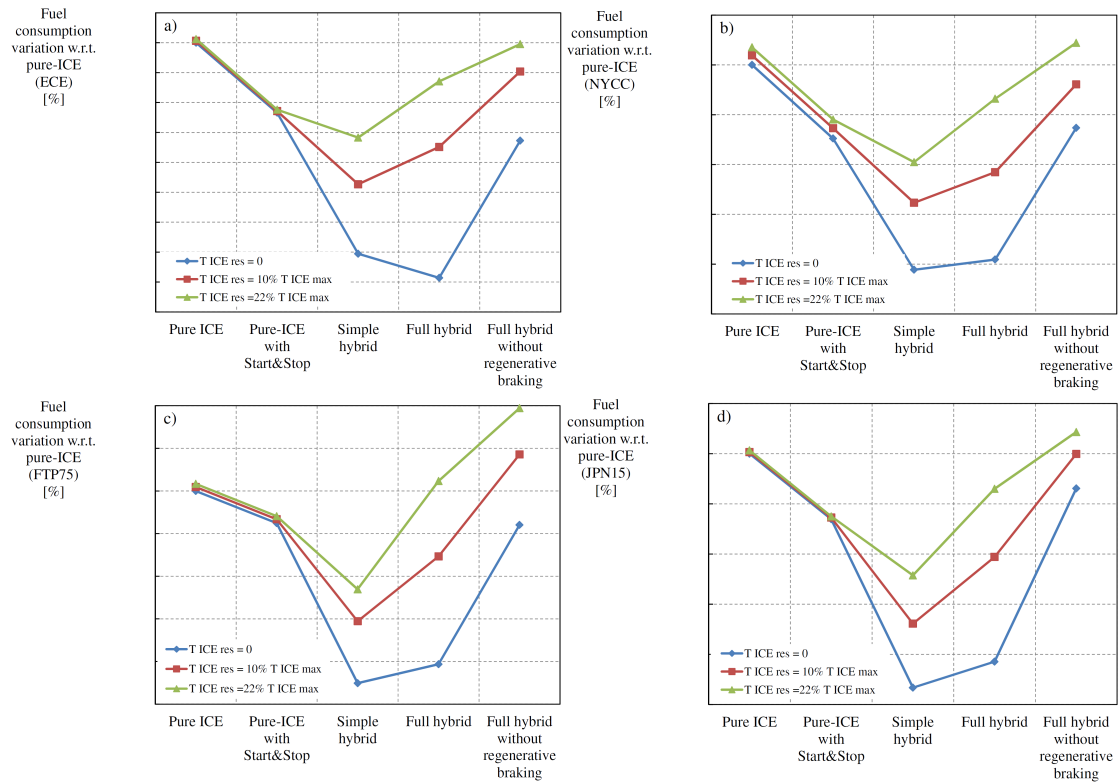 Fuel
consumption
variation w.r.t.
pure-ICE
(ECE)
[%]
a)
T ICE res = 0
T ICE res = 10% T ICE max
T ICE res =22% T ICE max
Pure ICE
Pure-ICE
with
Start&Stop
Simple
hybrid
Full hybrid
Full hybrid
without
regenerative
braking
Fuel
consumption
variation w.r.t.
pure-ICE
(NYCC)
[%]
b)
T ICE res = 0
T ICE res = 10% T ICE max
T ICE res =22% T ICE max
Pure ICE
Pure-ICE
with
Start&Stop
Simple
hybrid
Full hybrid
Full hybrid
without
regenerative
braking
Fuel
consumption
variation w.r.t.
pure-ICE
(FTP75)
[%]
c)
T ICE res = 0
T ICE res = 10% T ICE max
T ICE res =22% T ICE max
Pure ICE
Pure-ICE
with
Start&Stop
Simple
hybrid
Full hybrid
Full hybrid
without
regenerative
braking
Fuel
consumption
variation w.r.t.
pure-ICE
(JPN15)
[%]
d)
T ICE res = 0
T ICE res = 10% T ICE max
T ICE res =22% T ICE max
Pure ICE
Pure-ICE
with
Start&Stop
Simple
hybrid
Full hybrid
Full hybrid
without
regenerative
braking